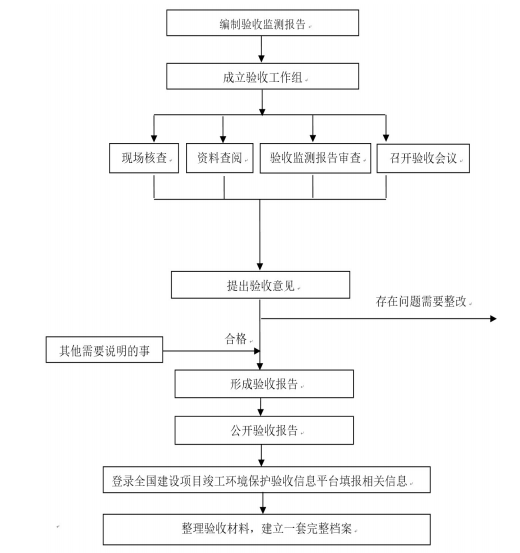 编制验收监测报告
成立验收工作组
现场核查
资料查阅
验收监测报告审查
召开验收会议
提出验收意见
存在问题需要整改
合格
其他需要说明的事
形成验收报告
公开验收报告
登录全国建设项目竣工环境保护验收信息平台填报相关信息
整理验收材料，建立一套完整档案